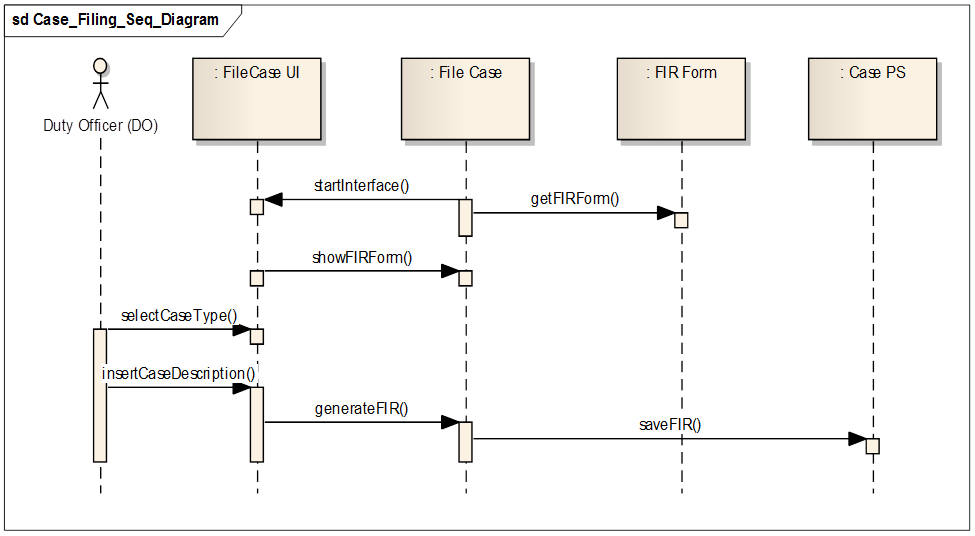 sd Case_Filing_Seq_Diagram
Duty Officer (DO)
: FileCase UI
: File Case
: FIR Form
: Case PS
startInterface()
getFIRForm()
showFIRForm()
selectCaseType()
insertCaseDescription()
generateFIR()
saveFIR()